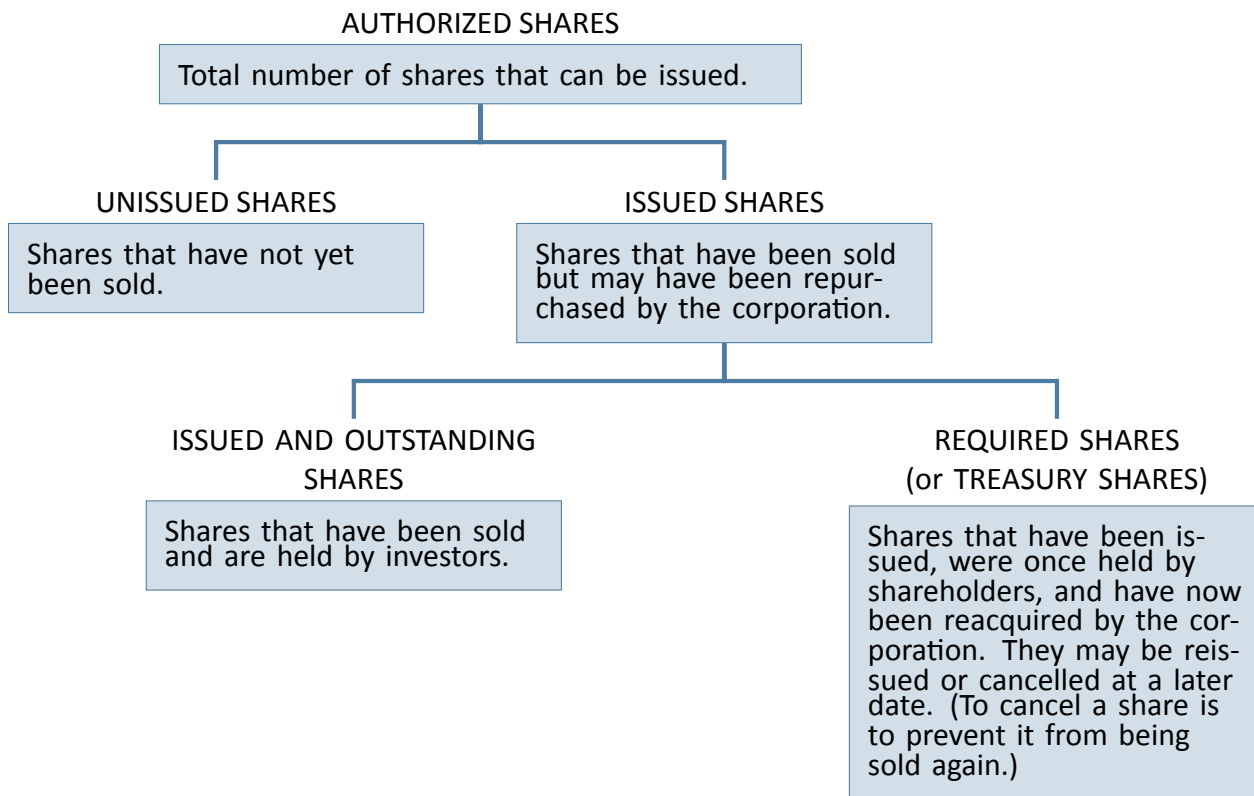 AUTHORIZED SHARES
Total number of shares that can be issued.
UNISSUED SHARES
Shares that have not yet
been sold.
ISSUED SHARES
Shares that have been sold
but may have been repur-
chased by the corporation.
ISSUED AND OUTSTANDING
SHARES
Shares that have been sold
and are held by investors.
REQUIRED SHARES
(or TREASURY SHARES)
Shares that have been is-
sued, were once held by
shareholders, and have now
been reacquired by the cor-
poration. They may be reis-
sued or cancelled at a later
date. (To cancel a share is
to prevent it from being
sold again.)